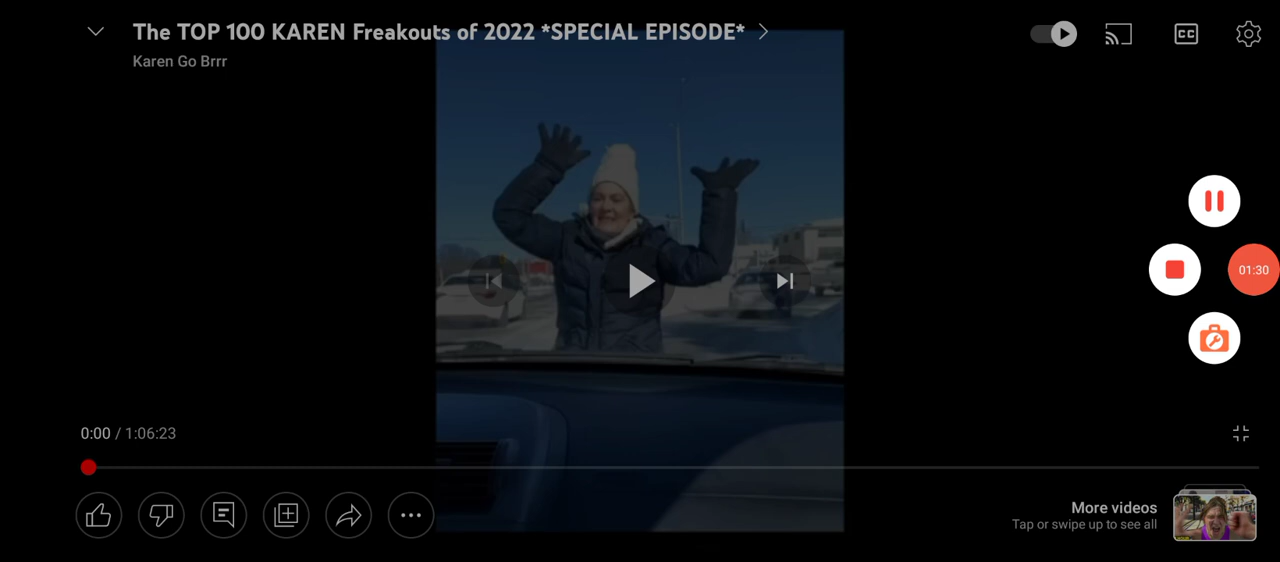 The TOP 100 KAREN Freakouts of 2022 *SPECIAL EPISODE*
Karen Go Brrr
CC
01:30
0:00 / 1:06:23
More videos
Tap or swipe up to see all